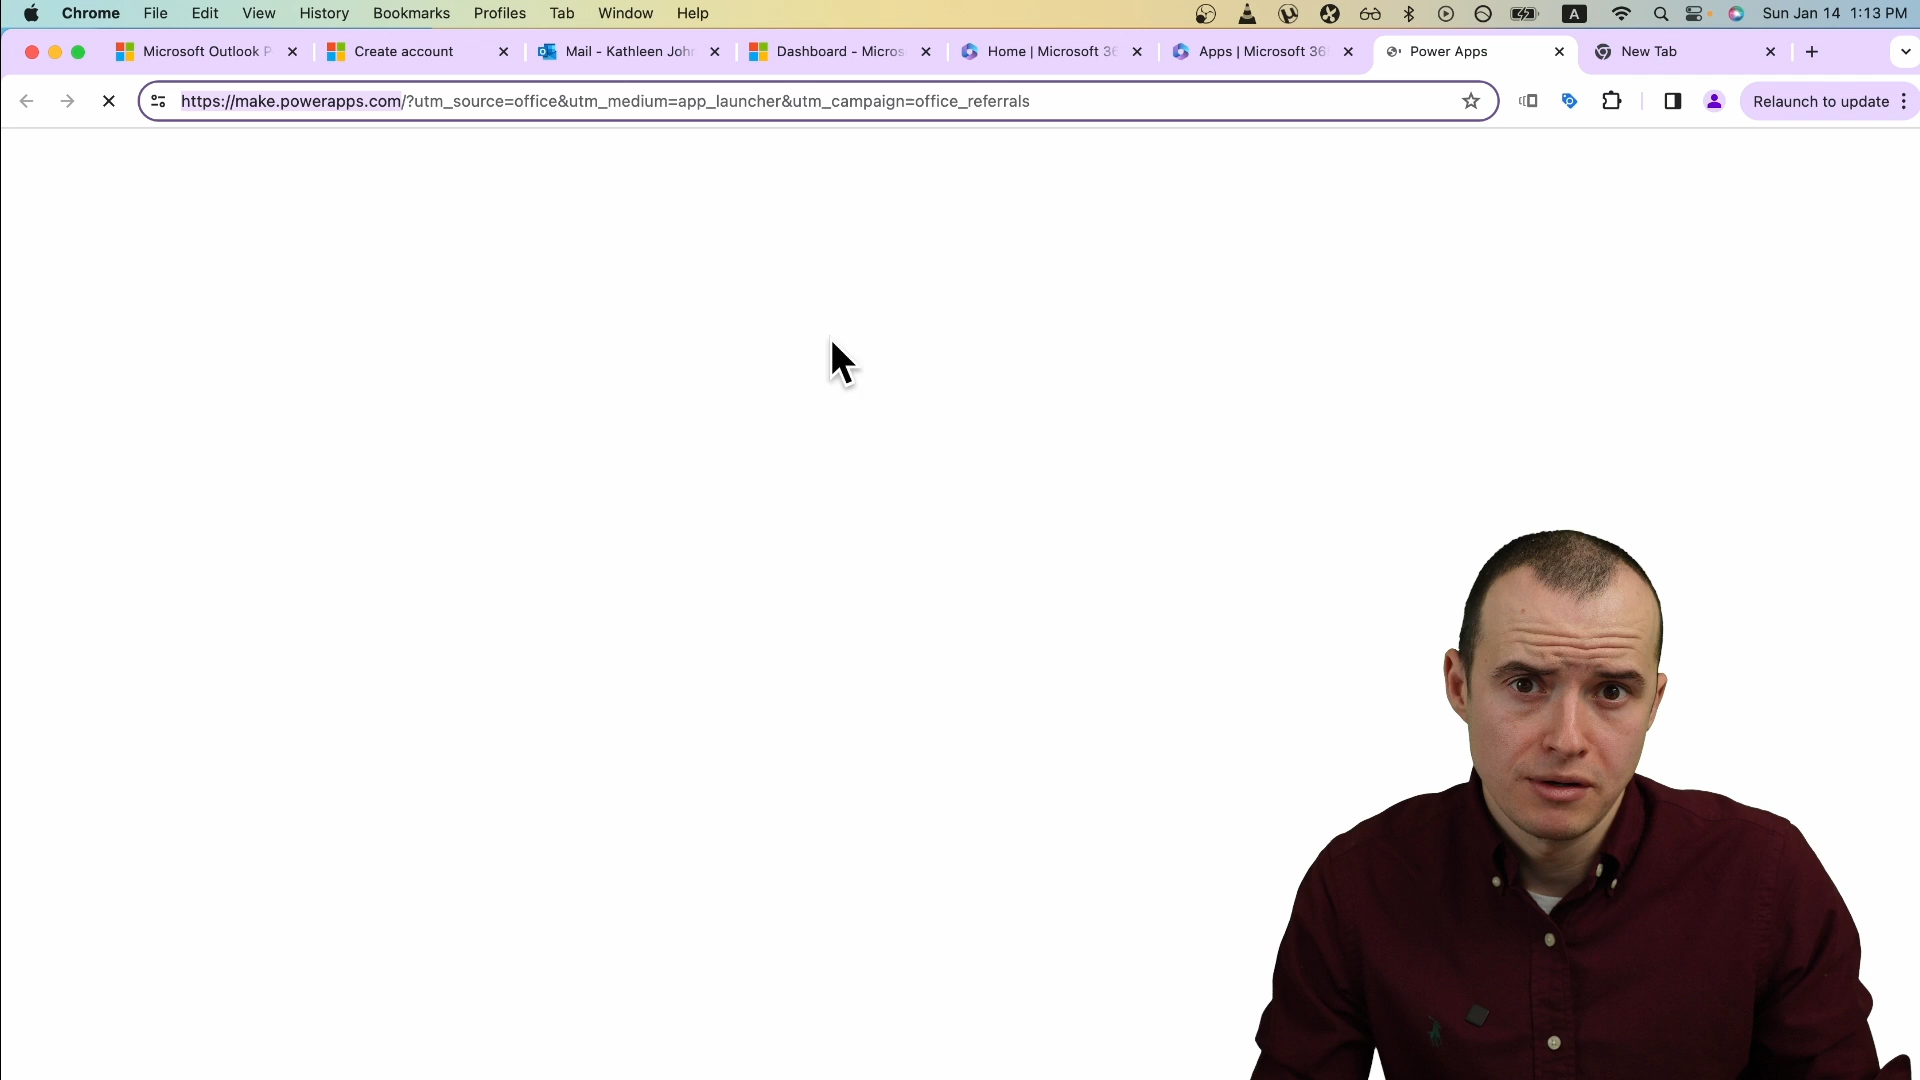 Chrome File Edit View History Bookmarks Profiles Tab Window Help A Sun Jan 14 1:13 PM
Microsoft Outlook P Create account Mail - Kathleen John Dashboard - Micros Home | Microsoft 36 Apps | Microsoft 36 Power Apps New Tab
https://make.powerapps.com/?utm_source=office&utm_medium=app_launcher&utm_campaign=office_referrals Relaunch to update